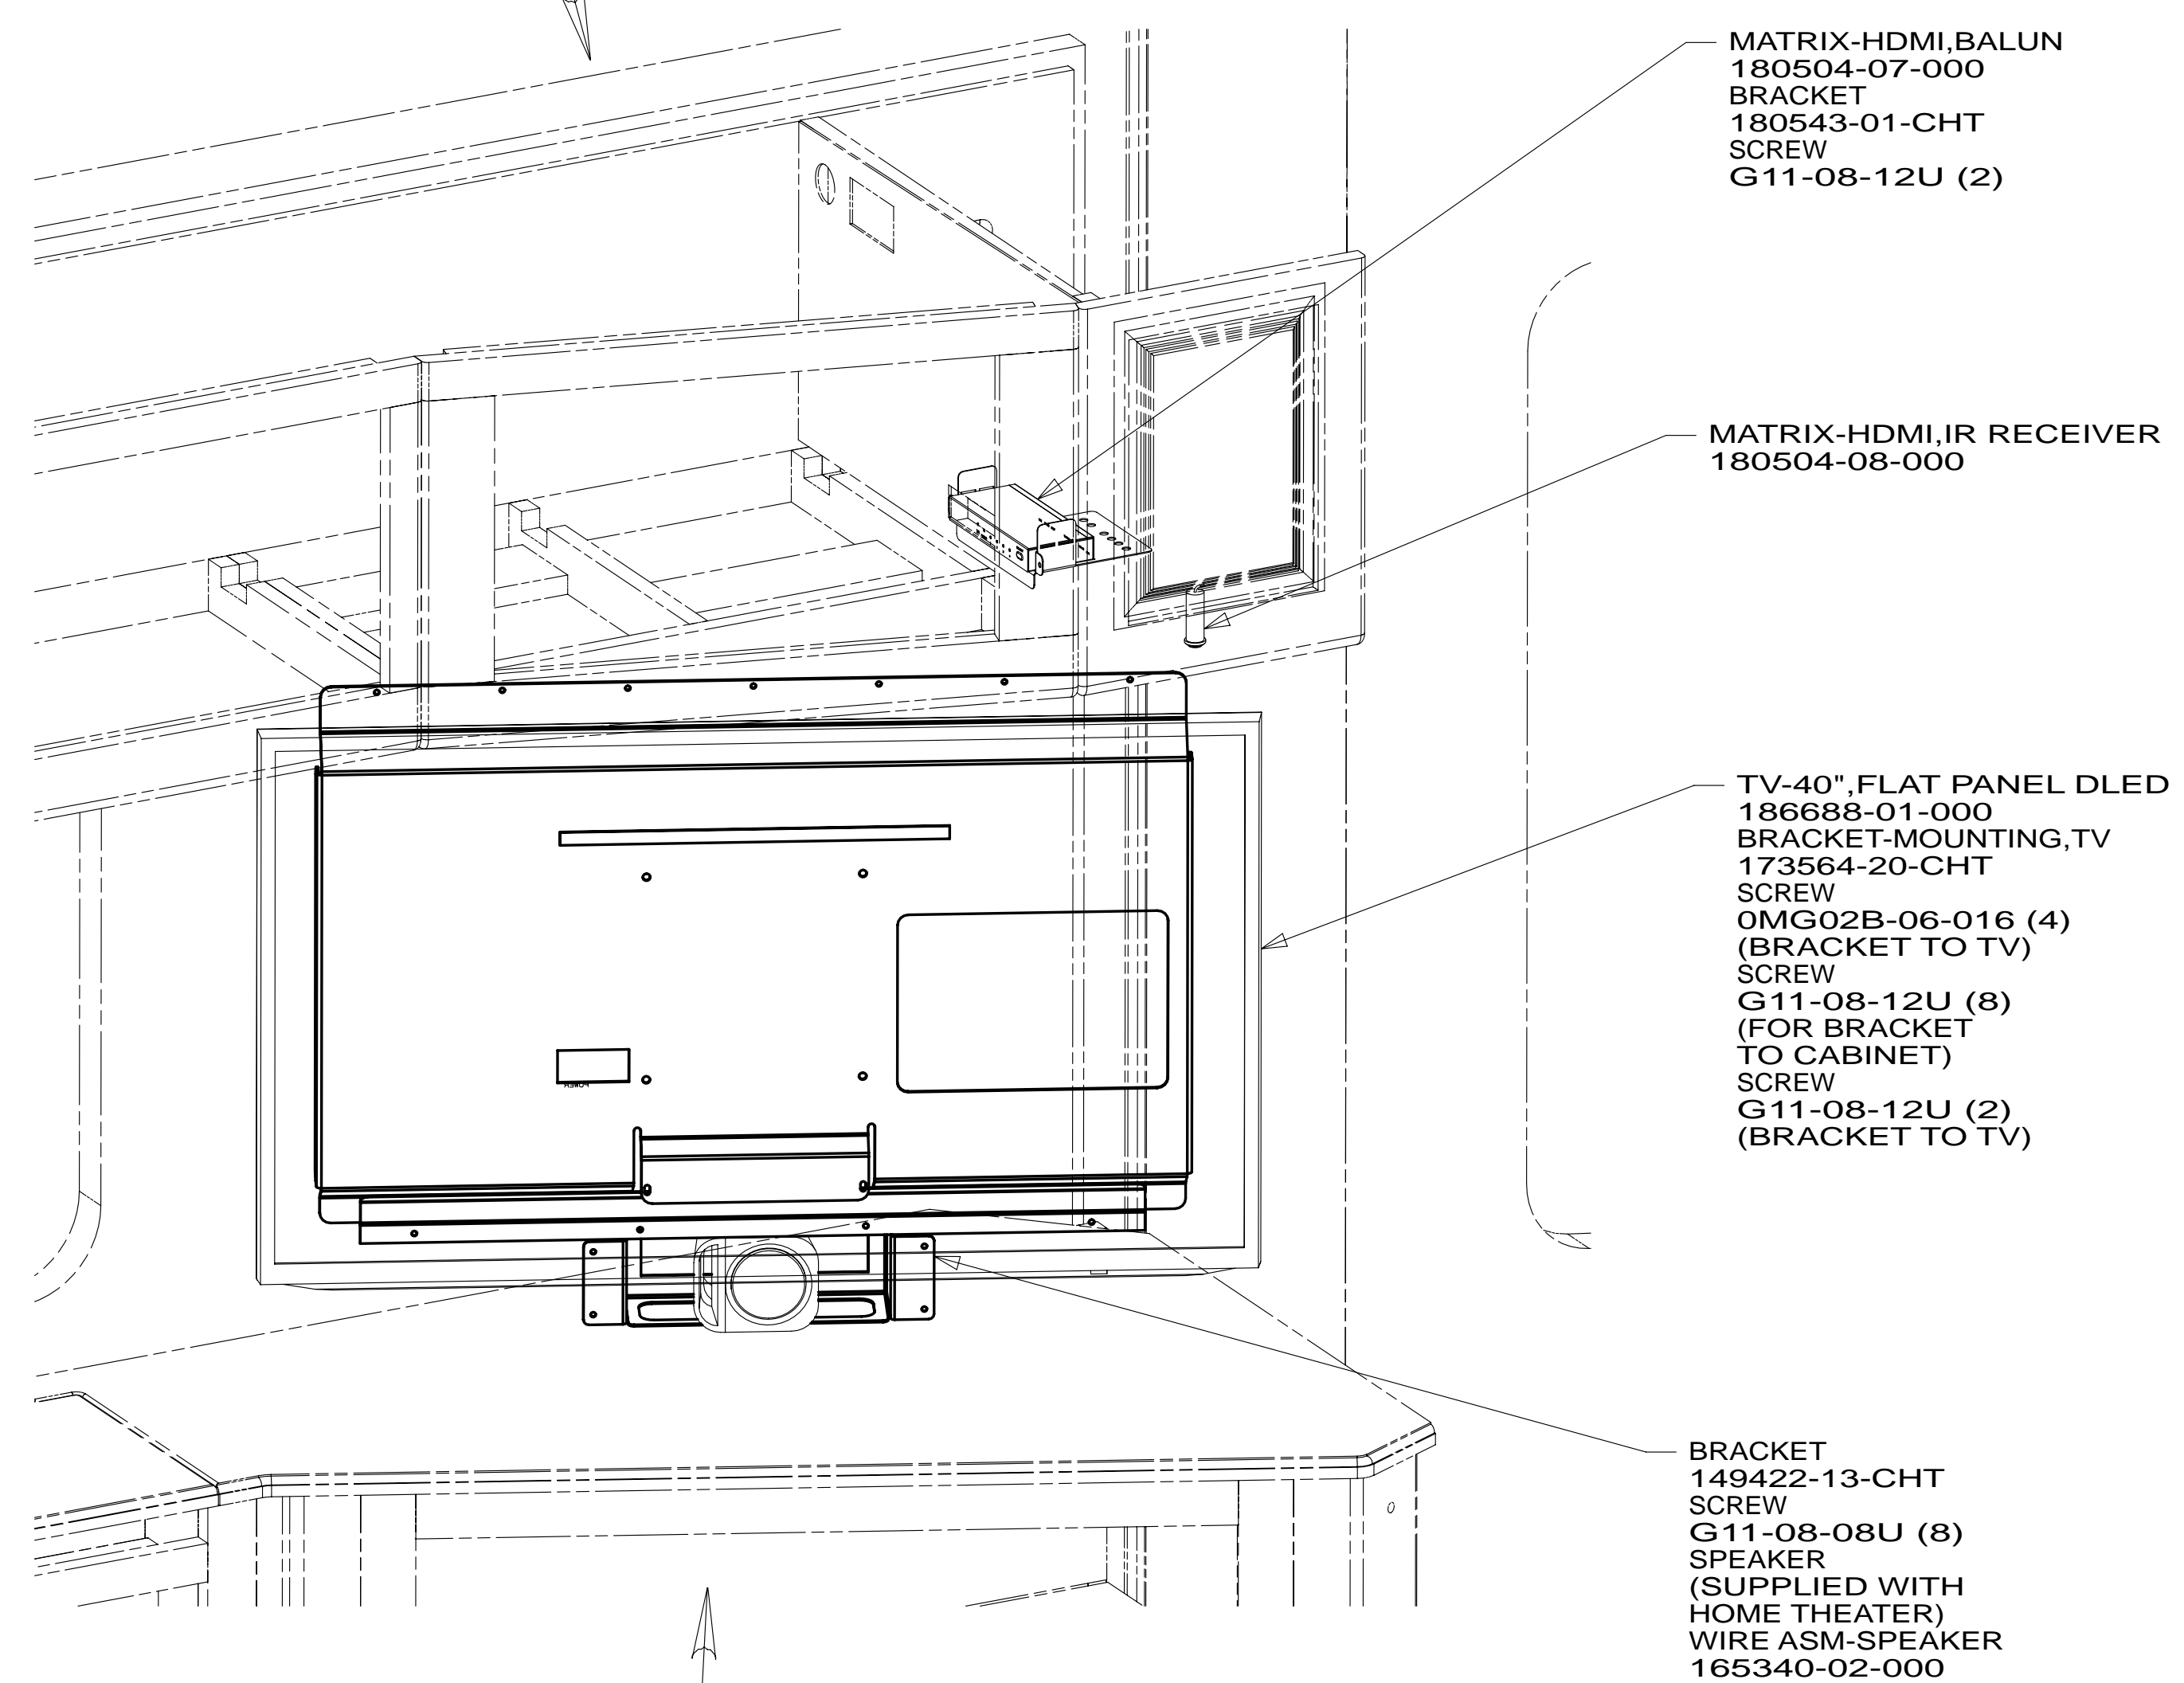 MATRIX-HDMI,BALUN
180504-07-000
BRACKET
180543-01-CHT
SCREW
G11-08-12U (2)
MATRIX-HDMI,IR RECEIVER
180504-08-000
TV-40",FLAT PANEL DLED
186688-01-000
BRACKET-MOUNTING,TV
173564-20-CHT
SCREW
0MG02B-06-016 (4)
(BRACKET TO TV)
SCREW
G11-08-12U (8)
(FOR BRACKET
TO CABINET)
SCREW
G11-08-12U (2)
(BRACKET TO TV)
POWER
BRACKET
149422-13-CHT
SCREW
G11-08-08U (8)
SPEAKER
(SUPPLIED WITH
HOME THEATER)
WIRE ASM-SPEAKER
165340-02-000